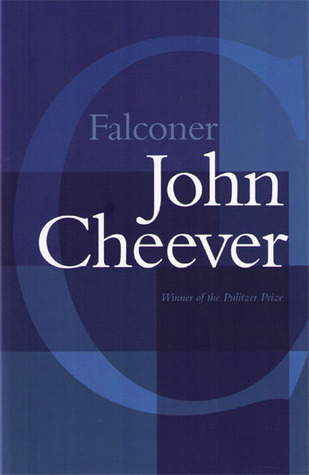 C
Falconer
John
Cheever
Winner of the Pulitzer Prize